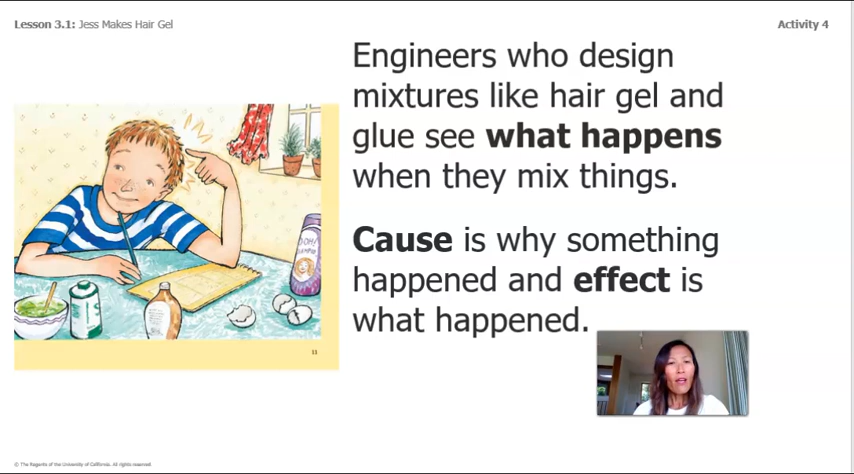 Lesson 3.1: Jess Makes Hair Gel
Activity 4
Engineers who design
mixtures like hair gel and
glue see what happens
when they mix things.
Cause is why something
happened and effect is
what happened.
11
© The Regents of the University of California. All rights reserved.